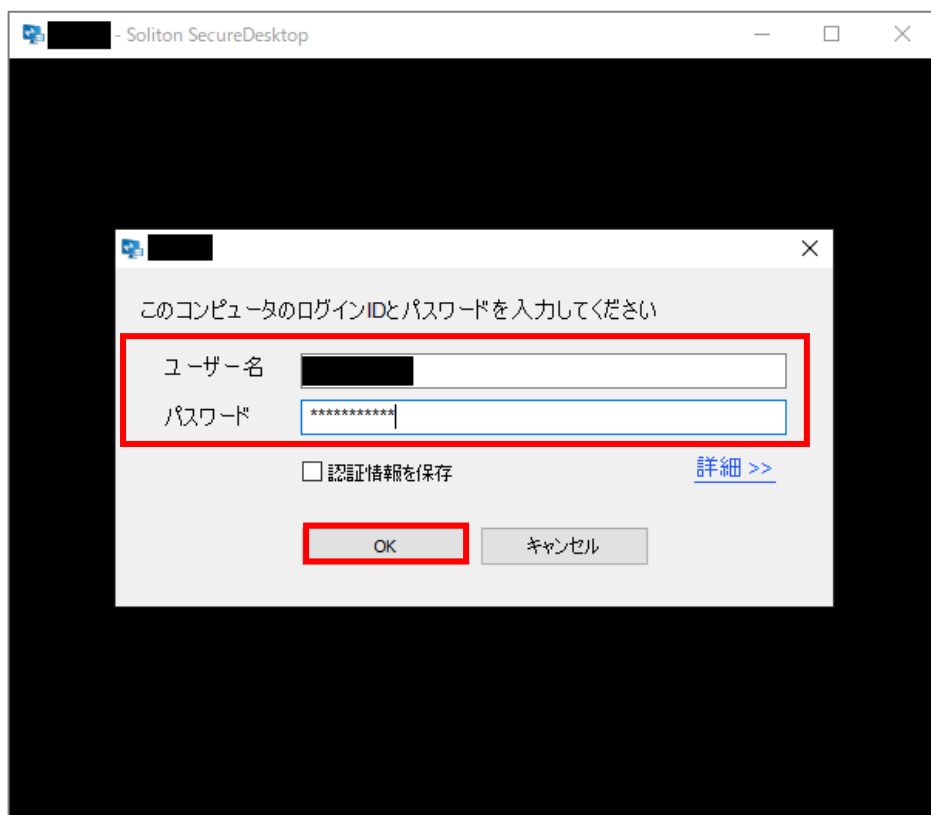 - Soliton SecureDesktop
このコンピュータのログインIDとパスワードを入力してください
ユーザー名
パスワード ***********
認証情報を保存 詳細 >>
OK キャンセル